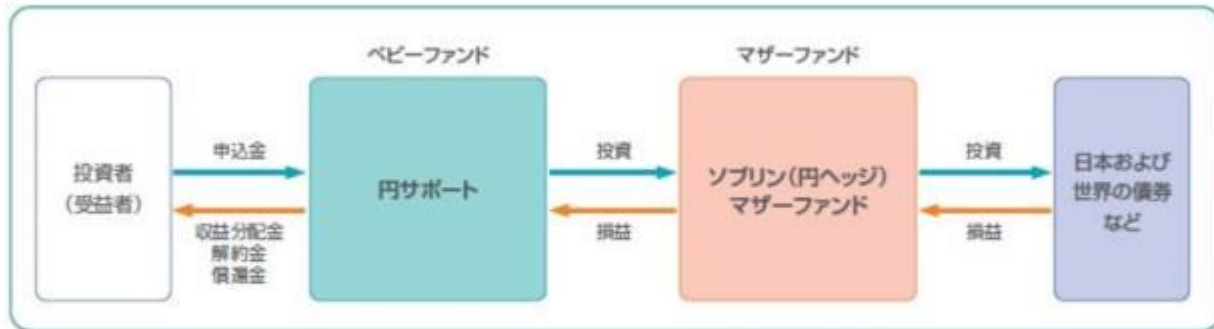 ベビーファンド
マザーファンド
投資者
（受益者）
申込金
収益分配金
解約金
償還金
円サポート
投資
損益
ソブリン（円ヘッジ）
マザーファンド
投資
損益
日本および
世界の債券
など